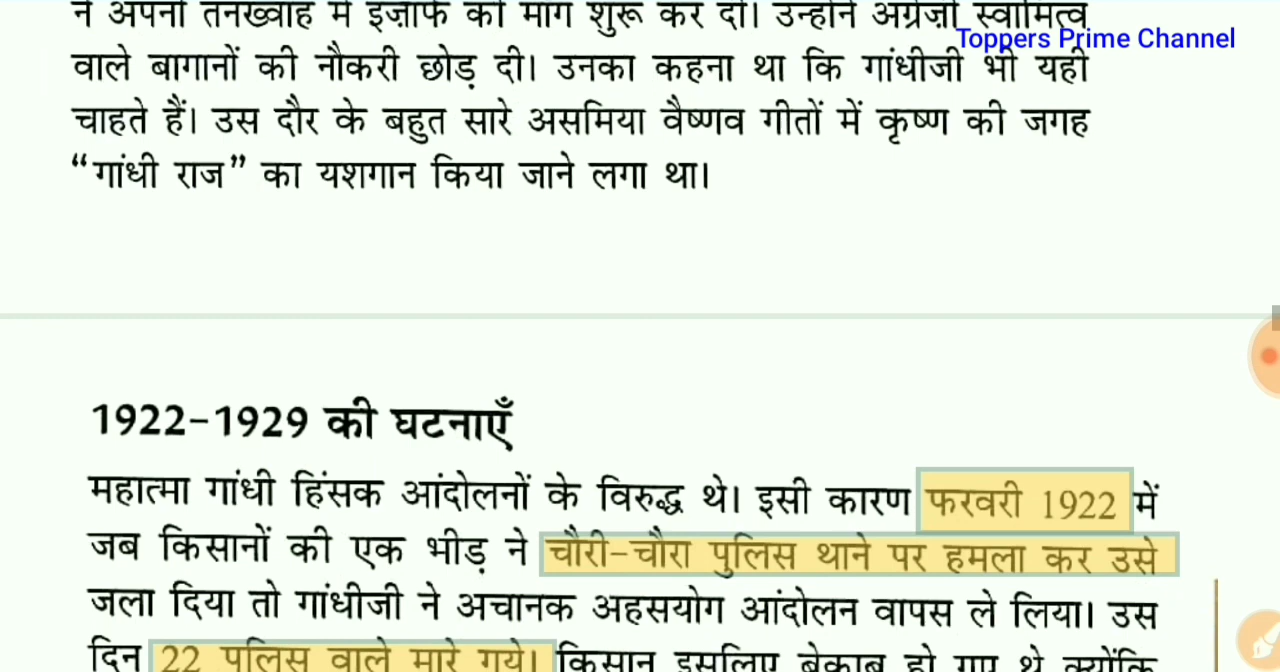 ने अपनी तनख्वाह में इज़ाफ़े की माँग शुरू कर दी। उन्होंने अंग्रेज़ी स्वामित्व
Toppers Prime Channel
वाले बागानों की नौकरी छोड़ दी। उनका कहना था कि गांधीजी भी यही
चाहते हैं। उस दौर के बहुत सारे असमिया वैष्णव गीतों में कृष्ण की जगह
“गांधी राज” का यशगान किया जाने लगा था।
1922-1929 की घटनाएँ
महात्मा गांधी हिंसक आंदोलनों के विरुद्ध थे। इसी कारण फरवरी 1922 में
जब किसानों की एक भीड़ ने चौरी-चौरा पुलिस थाने पर हमला कर उसे
जला दिया तो गांधीजी ने अचानक अहसयोग आंदोलन वापस ले लिया। उस
दिन 22 पुलिस वाले मारे गये। किसान इसलिए बेकाबू हो गए थे क्योंकि